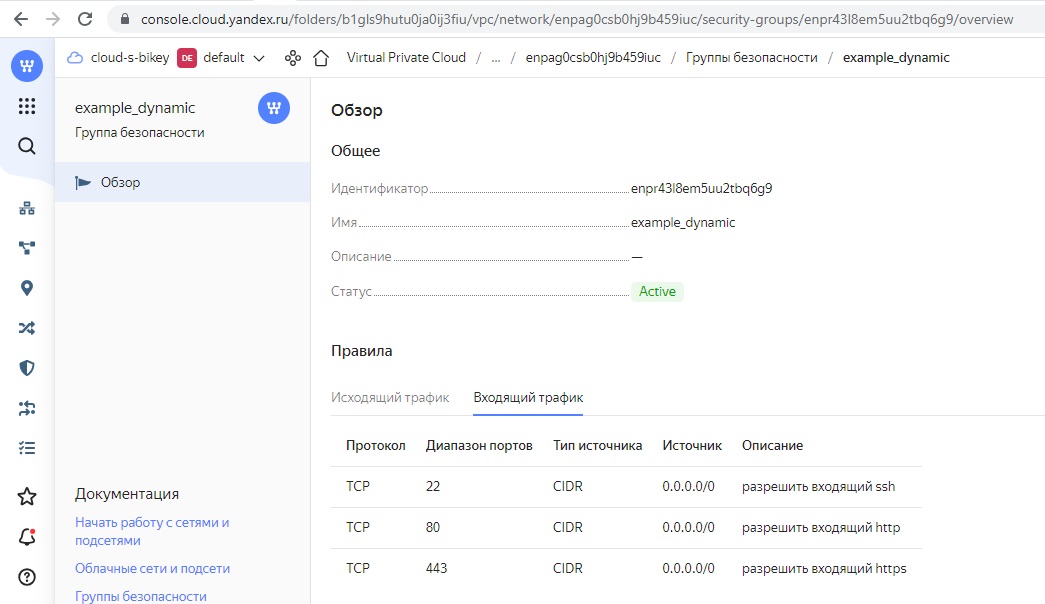 console.cloud.yandex.ru/folders/b1gls9hutu0ja0ij3fiu/vpc/network/enpag0csb0hj9b459iuc/security-groups/enpr43l8em5uu2tbq6g9/overview
cloud-s-bikey DE default Virtual Private Cloud / ... / enpag0csb0hj9b459iuc / Группы безопасности / example_dynamic
example_dynamic
Группа безопасности
Обзор
Документация
Начать работу с сетями и
подсетями
Облачные сети и подсети
Группы безопасности
Обзор
Общее
Идентификатор enpr43l8em5uu2tbq6g9
Имя example_dynamic
Описание —
Статус Active
Правила
Исходящий трафик Входящий трафик
Протокол Диапазон портов Тип источника Источник Описание
TCP 22 CIDR 0.0.0.0/0 разрешить входящий ssh
TCP 80 CIDR 0.0.0.0/0 разрешить входящий http
TCP 443 CIDR 0.0.0.0/0 разрешить входящий https